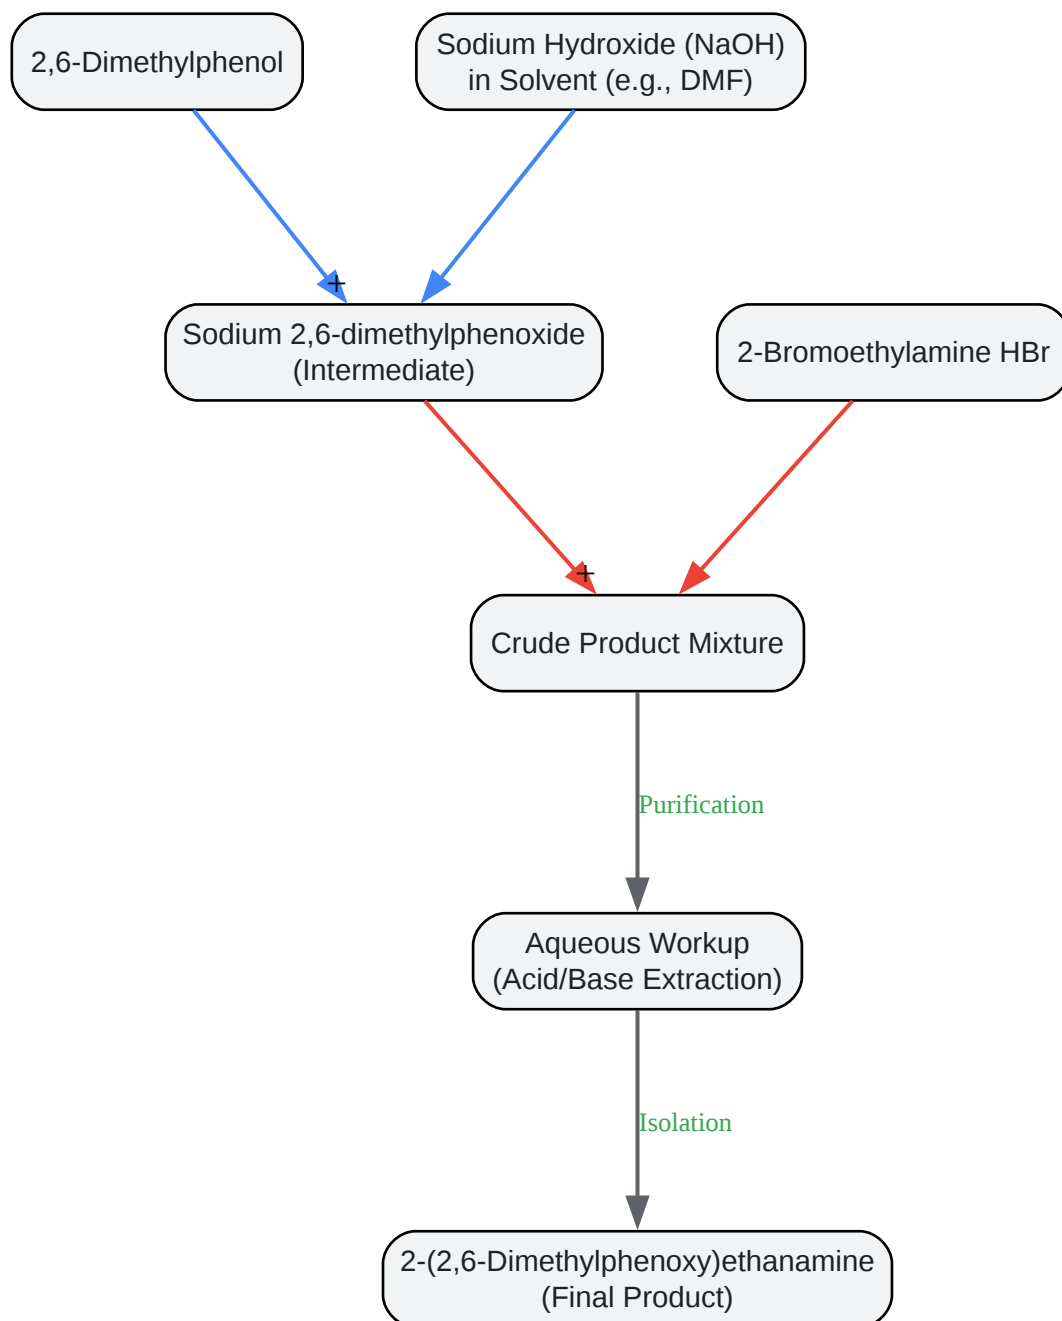 2,6-Dimethylphenol
Sodium Hydroxide (NaOH)
in Solvent (e.g., DMF)
+
Sodium 2,6-dimethylphenoxide
(Intermediate)
2-Bromoethylamine HBr
+
Crude Product Mixture
Purification
Aqueous Workup
(Acid/Base Extraction)
Isolation
2-(2,6-Dimethylphenoxy)ethanamine
(Final Product)